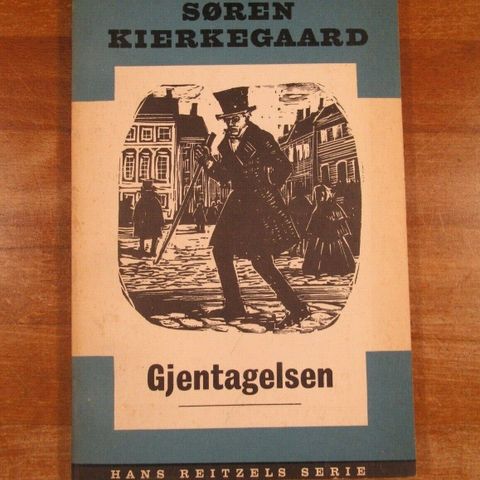 SØREN
KIERKEGAARD
Gjentagelsen
HANS REITZELS SERIE